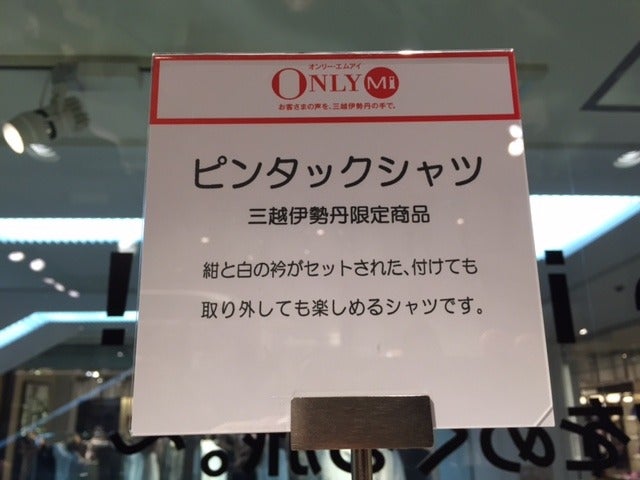 オンリー・エムアイ
ONLY Mi
お客さまの声を、三越伊勢丹の手で。
ピンタックシャツ
三越伊勢丹限定商品
紺と白の衿がセットされた、付けても
取り外しても楽しめるシャツです。